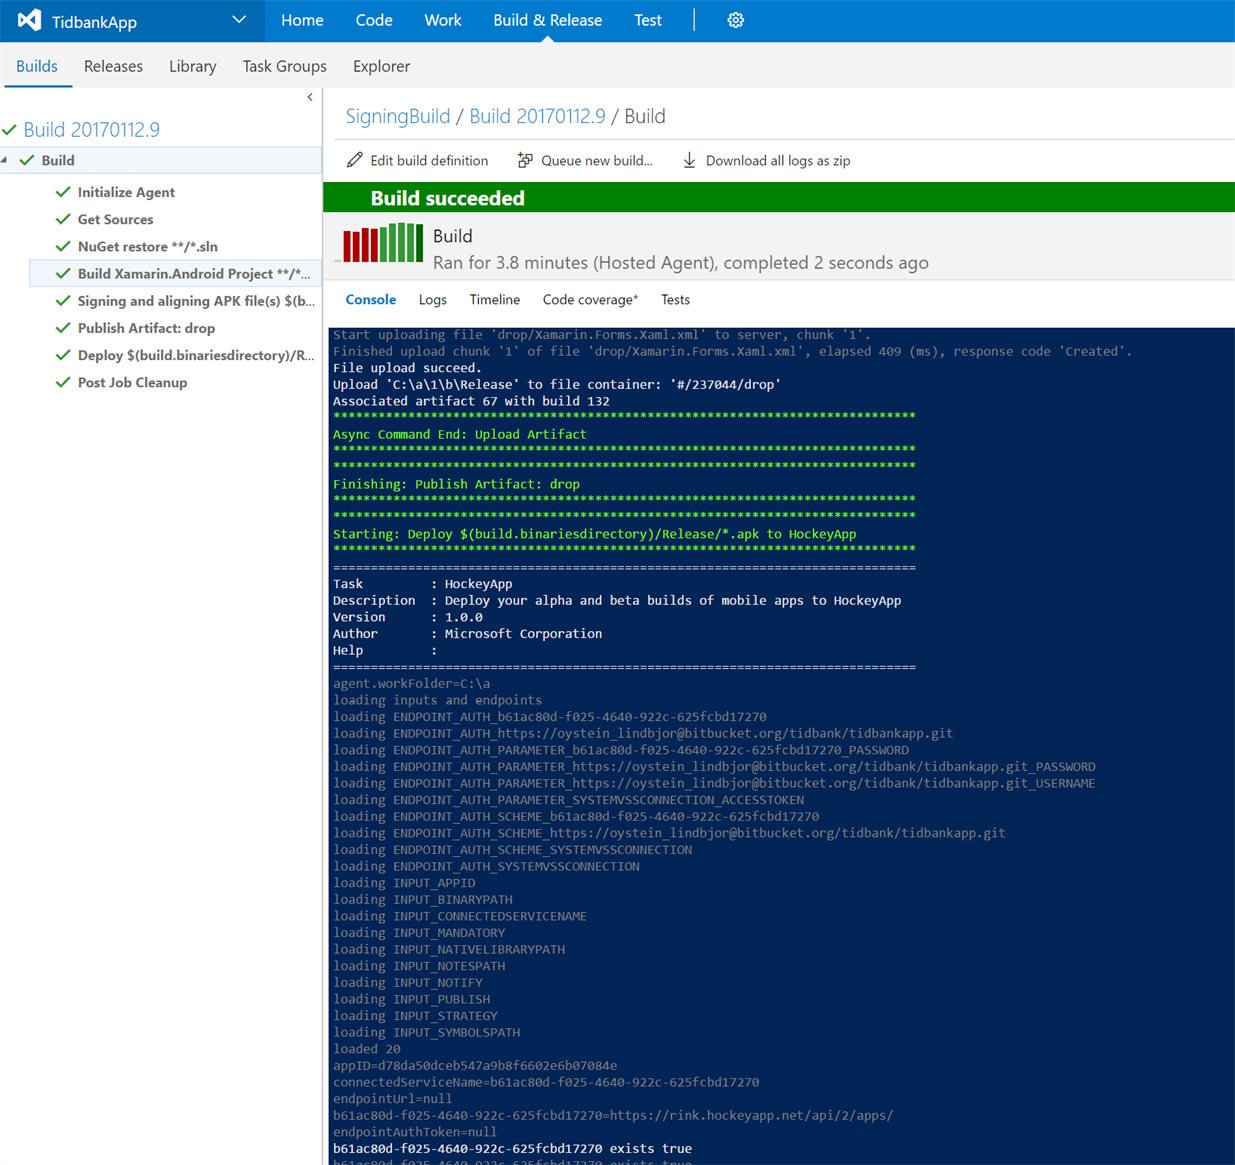 TidbankApp
Home Code Work Build & Release Test
Builds Releases Library Task Groups Explorer
Build 20170112.9
Build
Initialize Agent
Get Sources
NuGet restore **/*.sln
Build Xamarin.Android Project **/*...
Signing and aligning APK file(s) $(b...
Publish Artifact: drop
Deploy $(build.binariesdirectory)/R...
Post Job Cleanup
SigningBuild / Build 20170112.9 / Build
Edit build definition Queue new build... Download all logs as zip
Build succeeded
Build
Ran for 3.8 minutes (Hosted Agent), completed 2 seconds ago
Console Logs Timeline Code coverage* Tests
Start uploading file 'drop/Xamarin.Forms.Xaml.xml' to server, chunk '1'.
Finished upload chunk '1' of file 'drop/Xamarin.Forms.Xaml.xml', elapsed 409 (ms), response code 'Created'.
File upload succeed.
Upload 'C:\a\1\b\Release' to file container: '#/237044/drop'
Associated artifact 67 with build 132
******************************************************************************
Async Command End: Upload Artifact
******************************************************************************
******************************************************************************
Finishing: Publish Artifact: drop
******************************************************************************
******************************************************************************
Starting: Deploy $(build.binariesdirectory)/Release/*.apk to HockeyApp
******************************************************************************
==============================================================================
Task         : HockeyApp
Description  : Deploy your alpha and beta builds of mobile apps to HockeyApp
Version      : 1.0.0
Author       : Microsoft Corporation
Help         :
==============================================================================
agent.workFolder=C:\a
loading inputs and endpoints
loading ENDPOINT_AUTH_b61ac80d-f025-4640-922c-625fcbd17270
loading ENDPOINT_AUTH_https://oystein_lindbjor@bitbucket.org/tidbank/tidbankapp.git
loading ENDPOINT_AUTH_PARAMETER_b61ac80d-f025-4640-922c-625fcbd17270_PASSWORD
loading ENDPOINT_AUTH_PARAMETER_https://oystein_lindbjor@bitbucket.org/tidbank/tidbankapp.git_PASSWORD
loading ENDPOINT_AUTH_PARAMETER_https://oystein_lindbjor@bitbucket.org/tidbank/tidbankapp.git_USERNAME
loading ENDPOINT_AUTH_PARAMETER_SYSTEMVSSCONNECTION_ACCESSTOKEN
loading ENDPOINT_AUTH_SCHEME_b61ac80d-f025-4640-922c-625fcbd17270
loading ENDPOINT_AUTH_SCHEME_https://oystein_lindbjor@bitbucket.org/tidbank/tidbankapp.git
loading ENDPOINT_AUTH_SCHEME_SYSTEMVSSCONNECTION
loading ENDPOINT_AUTH_SYSTEMVSSCONNECTION
loading INPUT_APPID
loading INPUT_BINARYPATH
loading INPUT_CONNECTEDSERVICENAME
loading INPUT_MANDATORY
loading INPUT_NATIVELIBRARYPATH
loading INPUT_NOTESPATH
loading INPUT_NOTIFY
loading INPUT_PUBLISH
loading INPUT_STRATEGY
loading INPUT_SYMBOLSPATH
loaded 20
appID=d78da50dceb547a9b8f6602e6b07084e
connectedServiceName=b61ac80d-f025-4640-922c-625fcbd17270
endpointUrl=null
b61ac80d-f025-4640-922c-625fcbd17270=https://rink.hockeyapp.net/api/2/apps/
endpointAuthToken=null
b61ac80d-f025-4640-922c-625fcbd17270 exists true
b61ac80d-f025-4640-922c-625fcbd17270 exists true